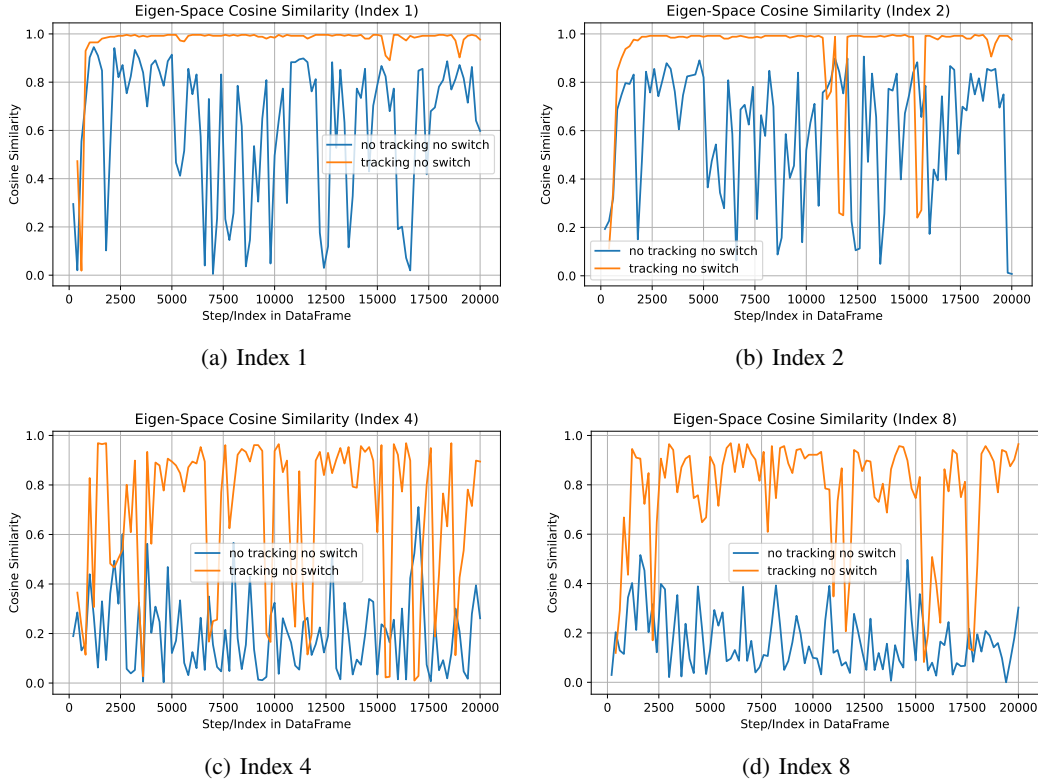 Eigen-Space Cosine Similarity (Index 1)
Cosine Similarity
1.0
0.8
0.6
0.4
0.2
0.0
no tracking no switch
tracking no switch
0 2500 5000 7500 10000 12500 15000 17500 20000
Step/Index in DataFrame
(a) Index 1
Eigen-Space Cosine Similarity (Index 2)
Cosine Similarity
1.0
0.8
0.6
0.4
0.2
0.0
no tracking no switch
tracking no switch
0 2500 5000 7500 10000 12500 15000 17500 20000
Step/Index in DataFrame
(b) Index 2
Eigen-Space Cosine Similarity (Index 4)
Cosine Similarity
1.0
0.8
0.6
0.4
0.2
0.0
no tracking no switch
tracking no switch
0 2500 5000 7500 10000 12500 15000 17500 20000
Step/Index in DataFrame
(c) Index 4
Eigen-Space Cosine Similarity (Index 8)
Cosine Similarity
1.0
0.8
0.6
0.4
0.2
0.0
no tracking no switch
tracking no switch
0 2500 5000 7500 10000 12500 15000 17500 20000
Step/Index in DataFrame
(d) Index 8